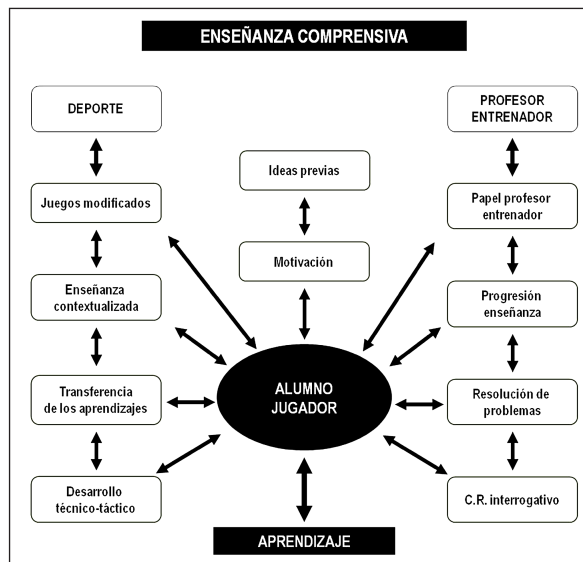 ENSEÑANZA COMPRENSIVA
DEPORTE
Juegos modificados
Enseñanza
contextualizada
Transferencia
de los aprendizajes
Desarrollo
técnico-táctico
Ideas previas
Motivación
ALUMNO
JUGADOR
APRENDIZAJE
PROFESOR
ENTRENADOR
Papel profesor
entrenador
Progresión
enseñanza
Resolución de
problemas
C.R. interrogativo